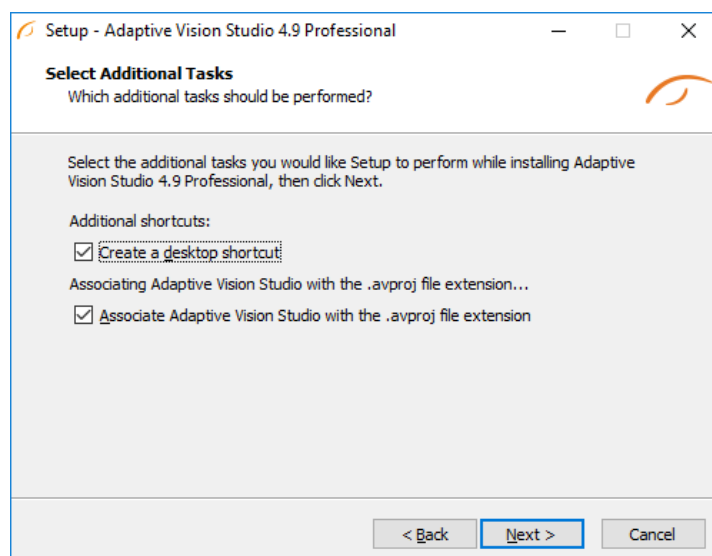 Setup - Adaptive Vision Studio 4.9 Professional
Select Additional Tasks
Which additional tasks should be performed?
Select the additional tasks you would like Setup to perform while installing Adaptive
Vision Studio 4.9 Professional, then click Next.
Additional shortcuts:
Create a desktop shortcut
Associating Adaptive Vision Studio with the .avproj file extension...
Associate Adaptive Vision Studio with the .avproj file extension
< Back Next > Cancel